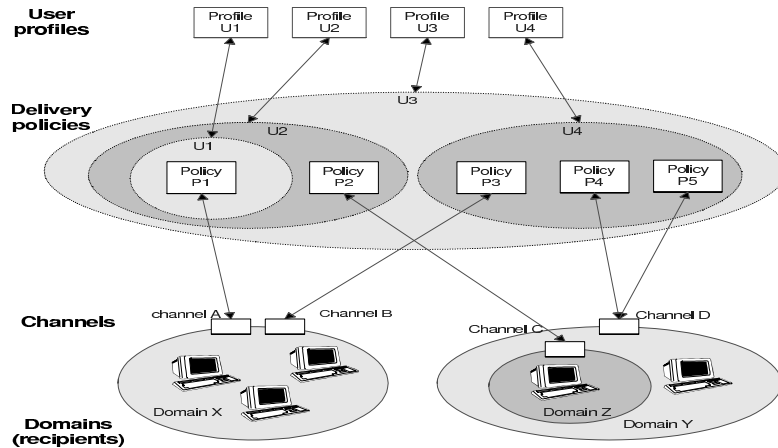 User
profiles
Profile
U1
Profile
U2
Profile
U3
Profile
U4
Delivery
policies
U3
U2
U4
U1
Policy
P1
Policy
P2
Policy
P3
Policy
P4
Policy
P5
Channels
channel A
Channel B
Channel C
Channel D
Domain X
Domain Z
Domain Y
Domains
(recipients)